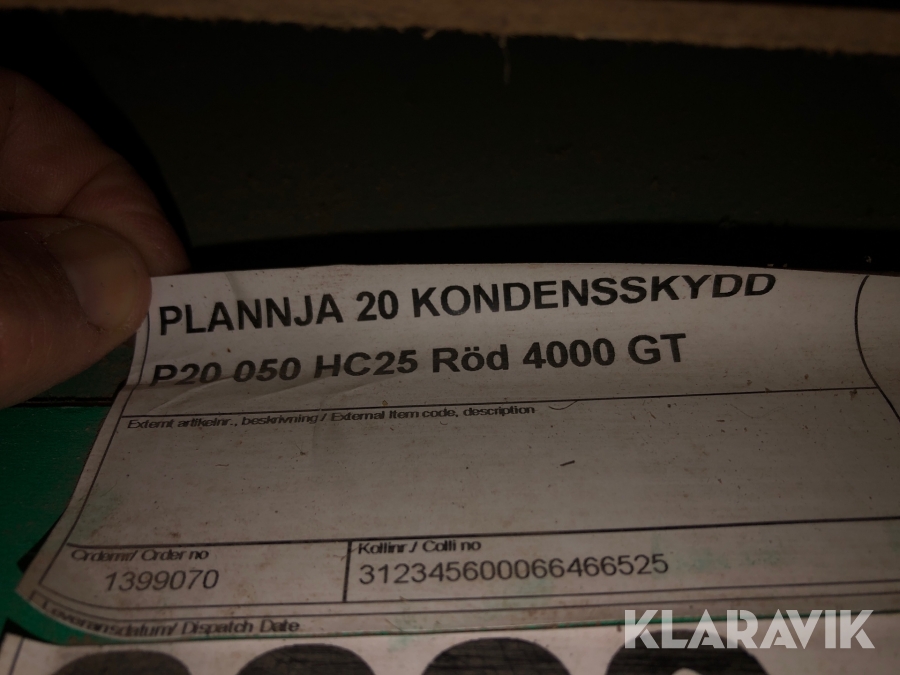 PLANNJA 20 KONDENSSKYDD
P20 050 HC25 Röd 4000 GT
Externt artikelnr., beskrivning / External Item code, description
Ordernr/ Order no
Kollinr / Colli no
1399070
312345600066466525
Leveransdatum/ Dispatch Date
KLARAVIK